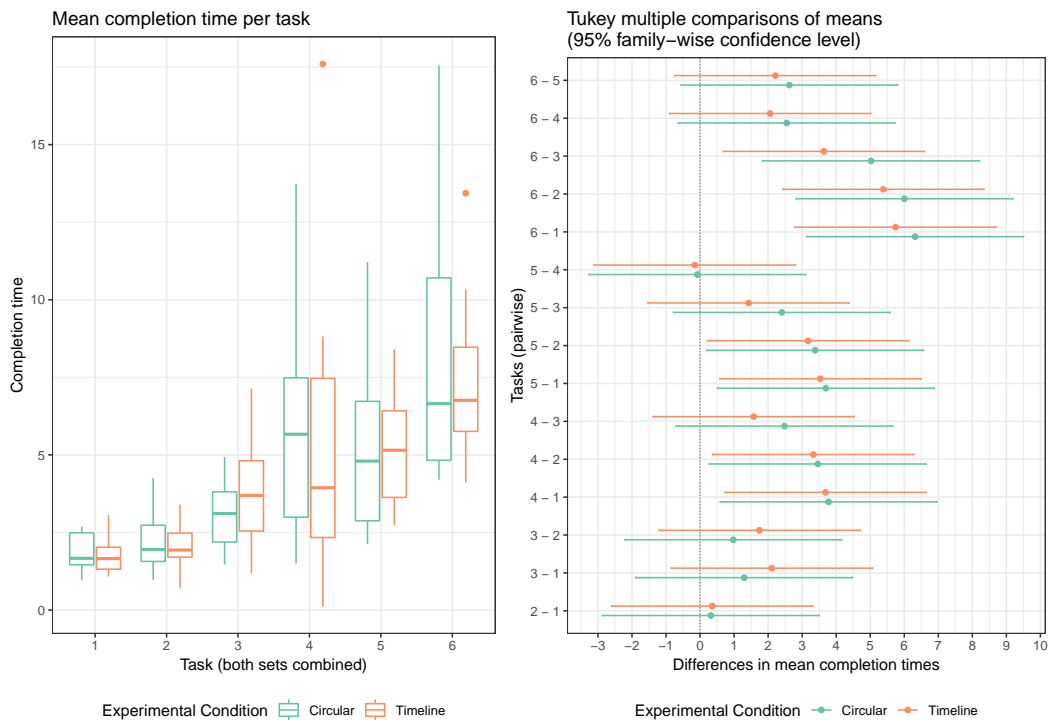 Mean completion time per task
Completion time
15
10
5
0
1 2 3 4 5 6
Task (both sets combined)
Experimental Condition Circular Timeline
Tukey multiple comparisons of means
(95% family−wise confidence level)
Tasks (pairwise)
6 − 5
6 − 4
6 − 3
6 − 2
6 − 1
5 − 4
5 − 3
5 − 2
5 − 1
4 − 3
4 − 2
4 − 1
3 − 2
3 − 1
2 − 1
−3 −2 −1 0 1 2 3 4 5 6 7 8 9 10
Differences in mean completion times
Experimental Condition Circular Timeline